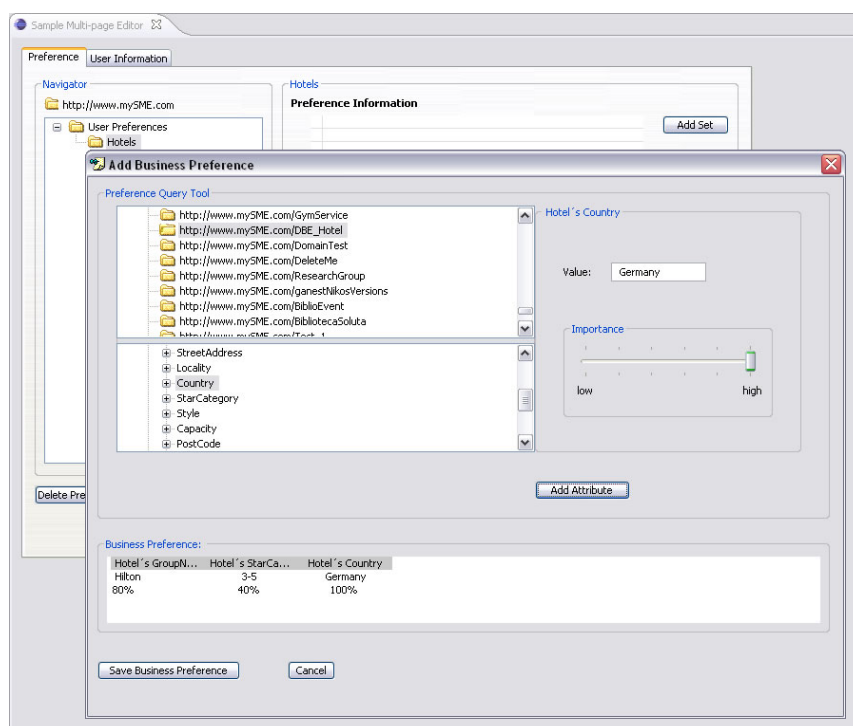 Sample Multi-page Editor
Preference User Information
Navigator
http://www.mySME.com
User Preferences
Hotels
Hotels
Preference Information
Add Set
Delete Pre
Add Business Preference
Preference Query Tool
http://www.mySME.com/GymService
http://www.mySME.com/DBE_Hotel
http://www.mySME.com/DomainTest
http://www.mySME.com/DeleteMe
http://www.mySME.com/ResearchGroup
http://www.mySME.com/ganestNikosVersions
http://www.mySME.com/BiblioEvent
http://www.mySME.com/BibliotecaSoluta
http://www.mySME.com/Test_1
StreetAddress
Locality
Country
StarCategory
Style
Capacity
PostCode
Hotel´s Country
Value: Germany
Importance
low high
Add Attribute
Business Preference:
Hotel´s GroupN... Hotel´s StarCa... Hotel´s Country
Hilton 3-5 Germany
80% 40% 100%
Save Business Preference Cancel